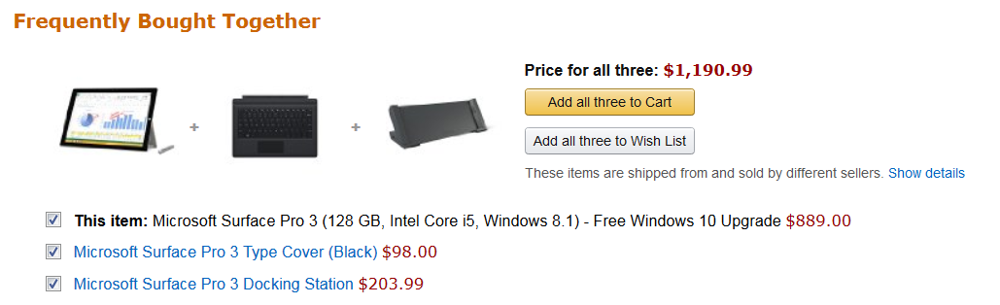 Frequently Bought Together
Price for all three: $1,190.99
Add all three to Cart
+ +
Add all three to Wish List
These items are shipped from and sold by different sellers. Show details
This item: Microsoft Surface Pro 3 (128 GB, Intel Core i5, Windows 8.1) - Free Windows 10 Upgrade $889.00
Microsoft Surface Pro 3 Type Cover (Black) $98.00
Microsoft Surface Pro 3 Docking Station $203.99